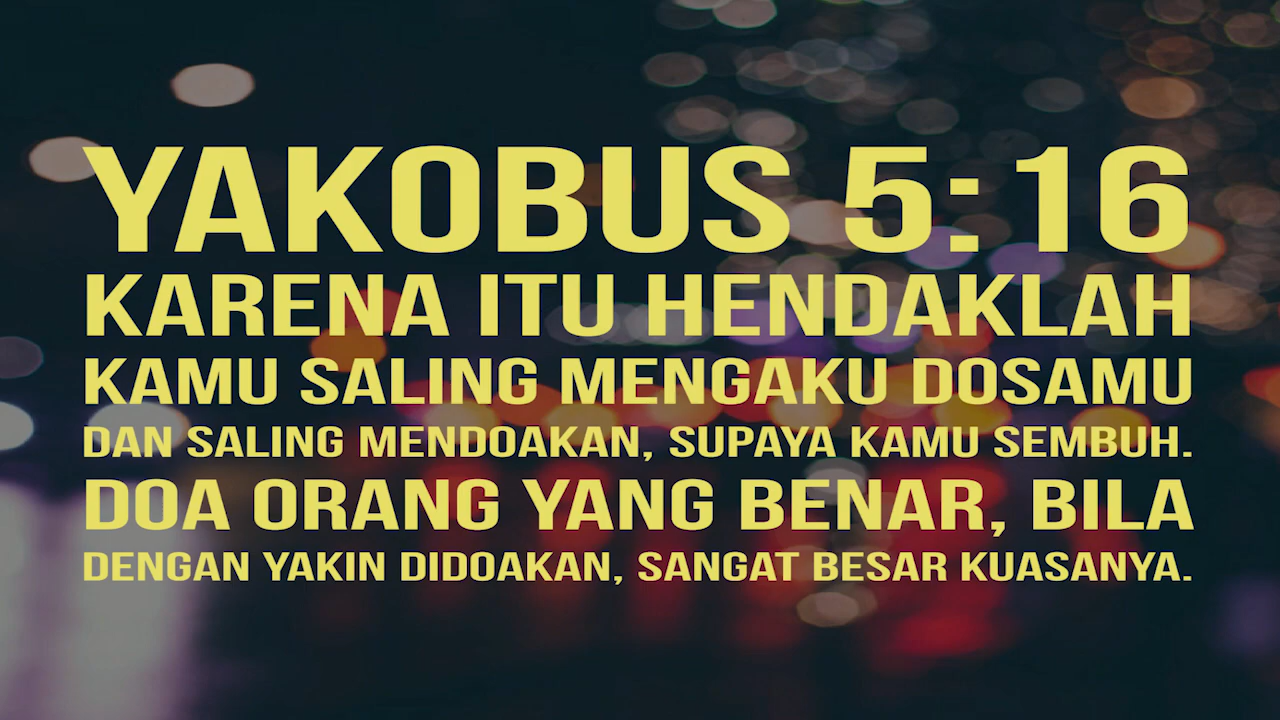 YAKOBUS 5:16
KARENA ITU HENDAKLAH
KAMU SALING MENGAKU DOSAMU
DAN SALING MENDOAKAN, SUPAYA KAMU SEMBUH.
DOA ORANG YANG BENAR, BILA
DENGAN YAKIN DIDOAKAN, SANGAT BESAR KUASANYA.